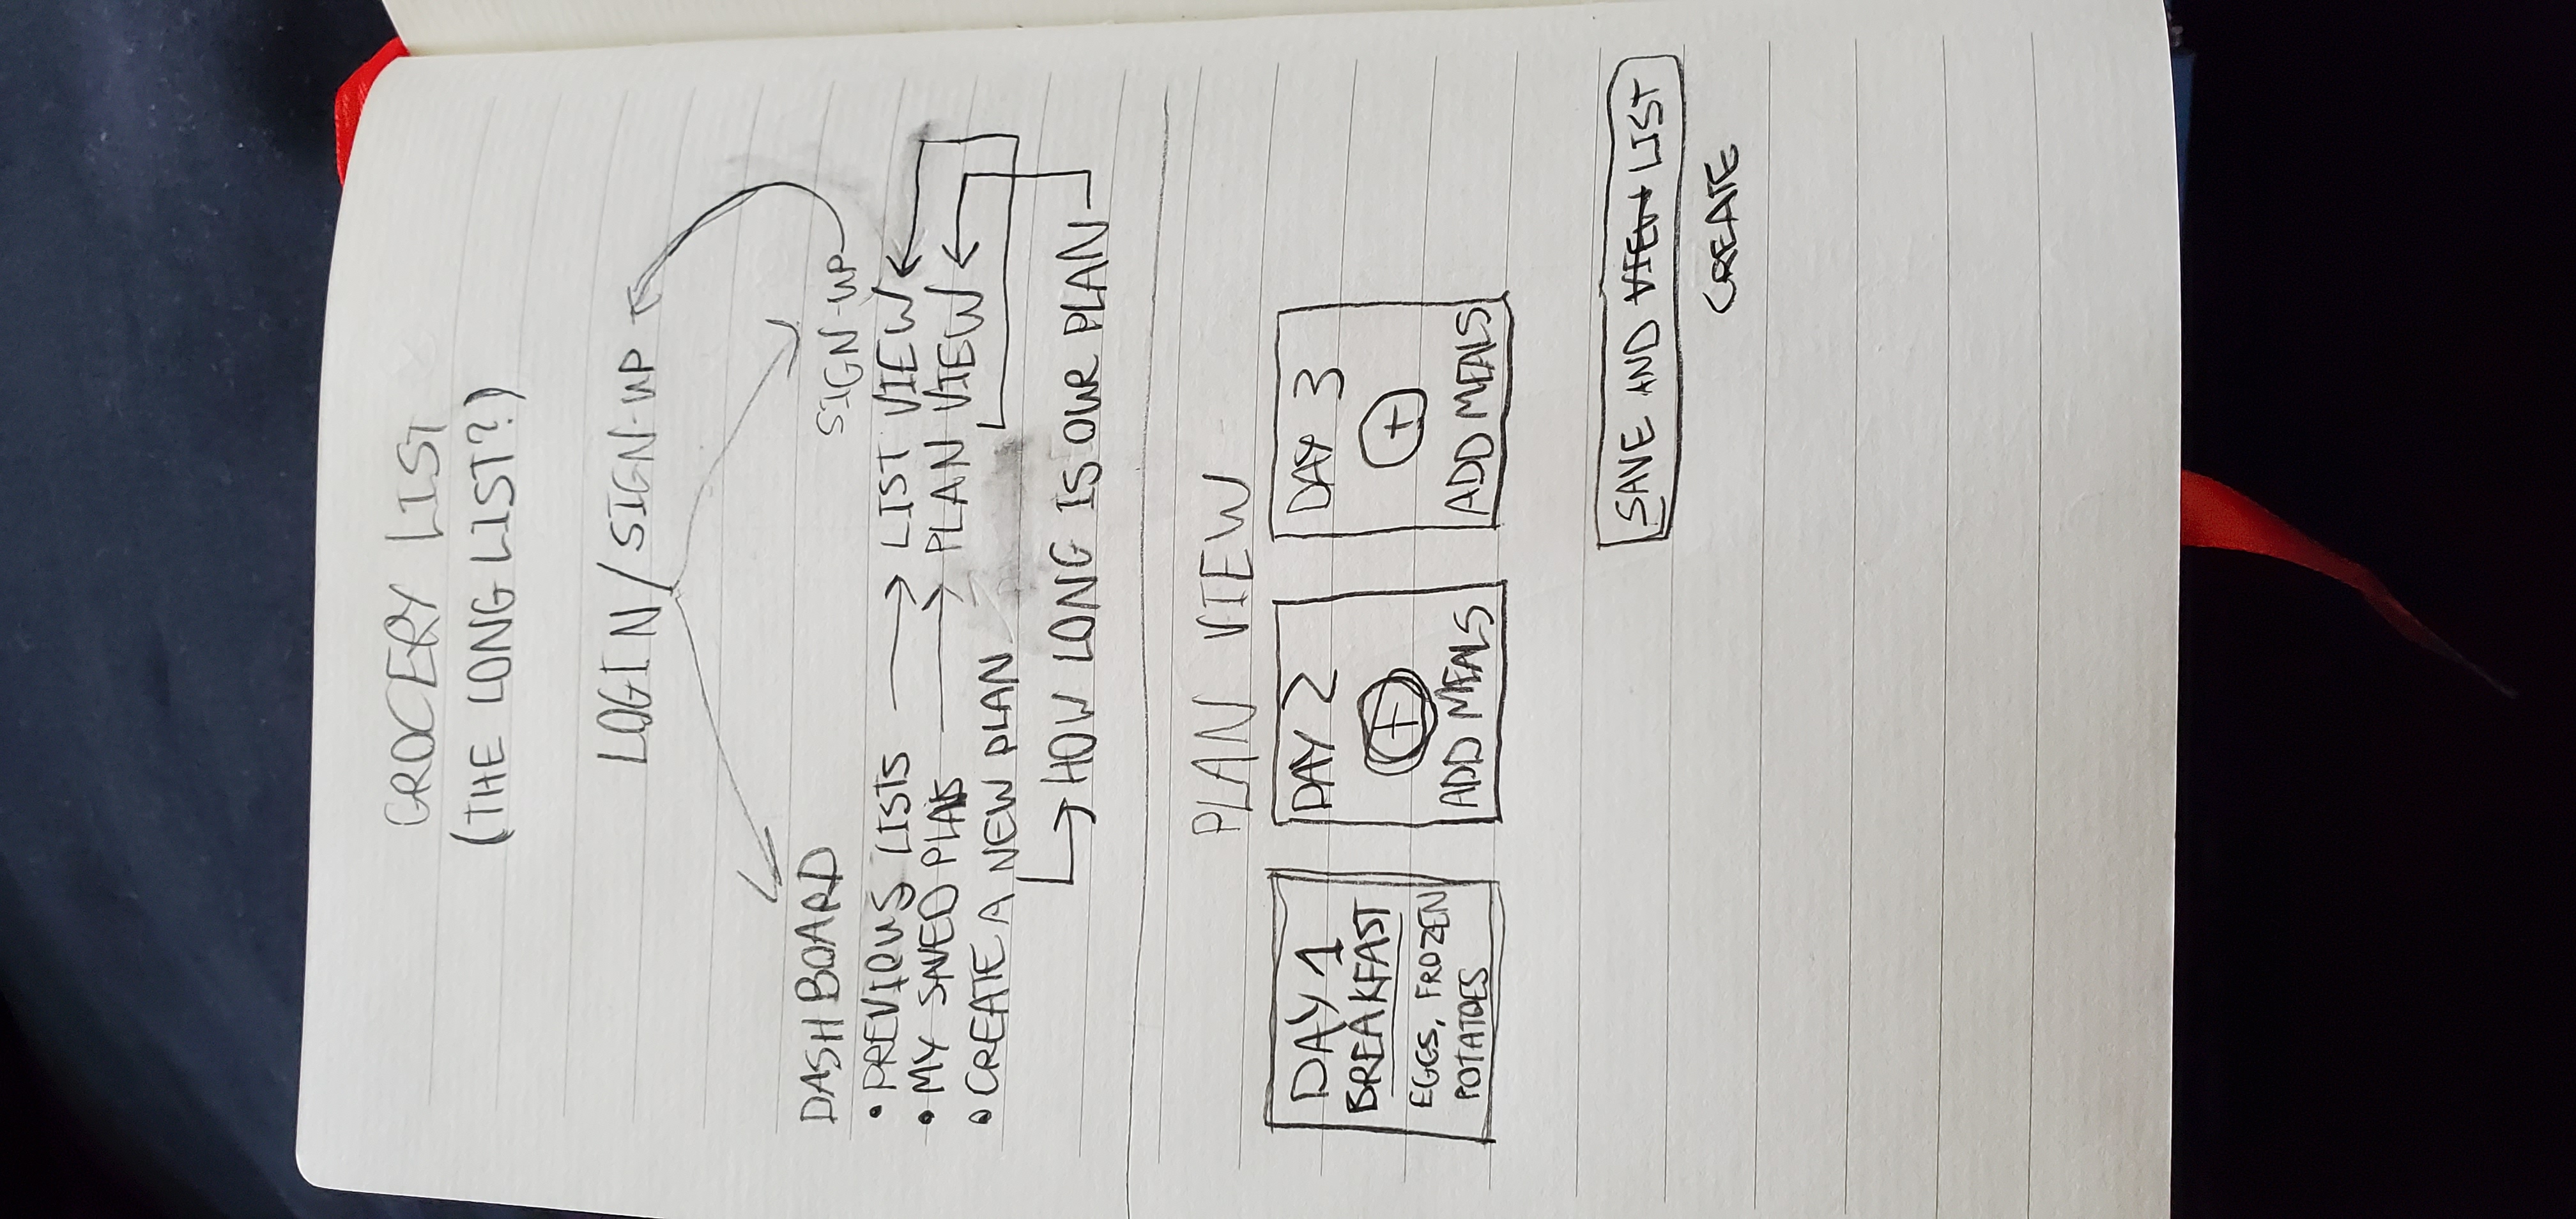 GROCERY LIST
(THE LONG LIST?)
LOGIN / SIGN-UP
DASHBOARD
SIGN-UP
• PREVIOUS LISTS → LIST VIEW
• MY SAVED PLANS → PLAN VIEW
• CREATE A NEW PLAN
HOW LONG IS OUR PLAN
PLAN VIEW
DAY 1
BREAKFAST
EGGS, FROZEN
POTATOES
DAY 2
+
ADD MEALS
DAY 3
+
ADD MEALS
SAVE AND VIEW LIST
CREATE